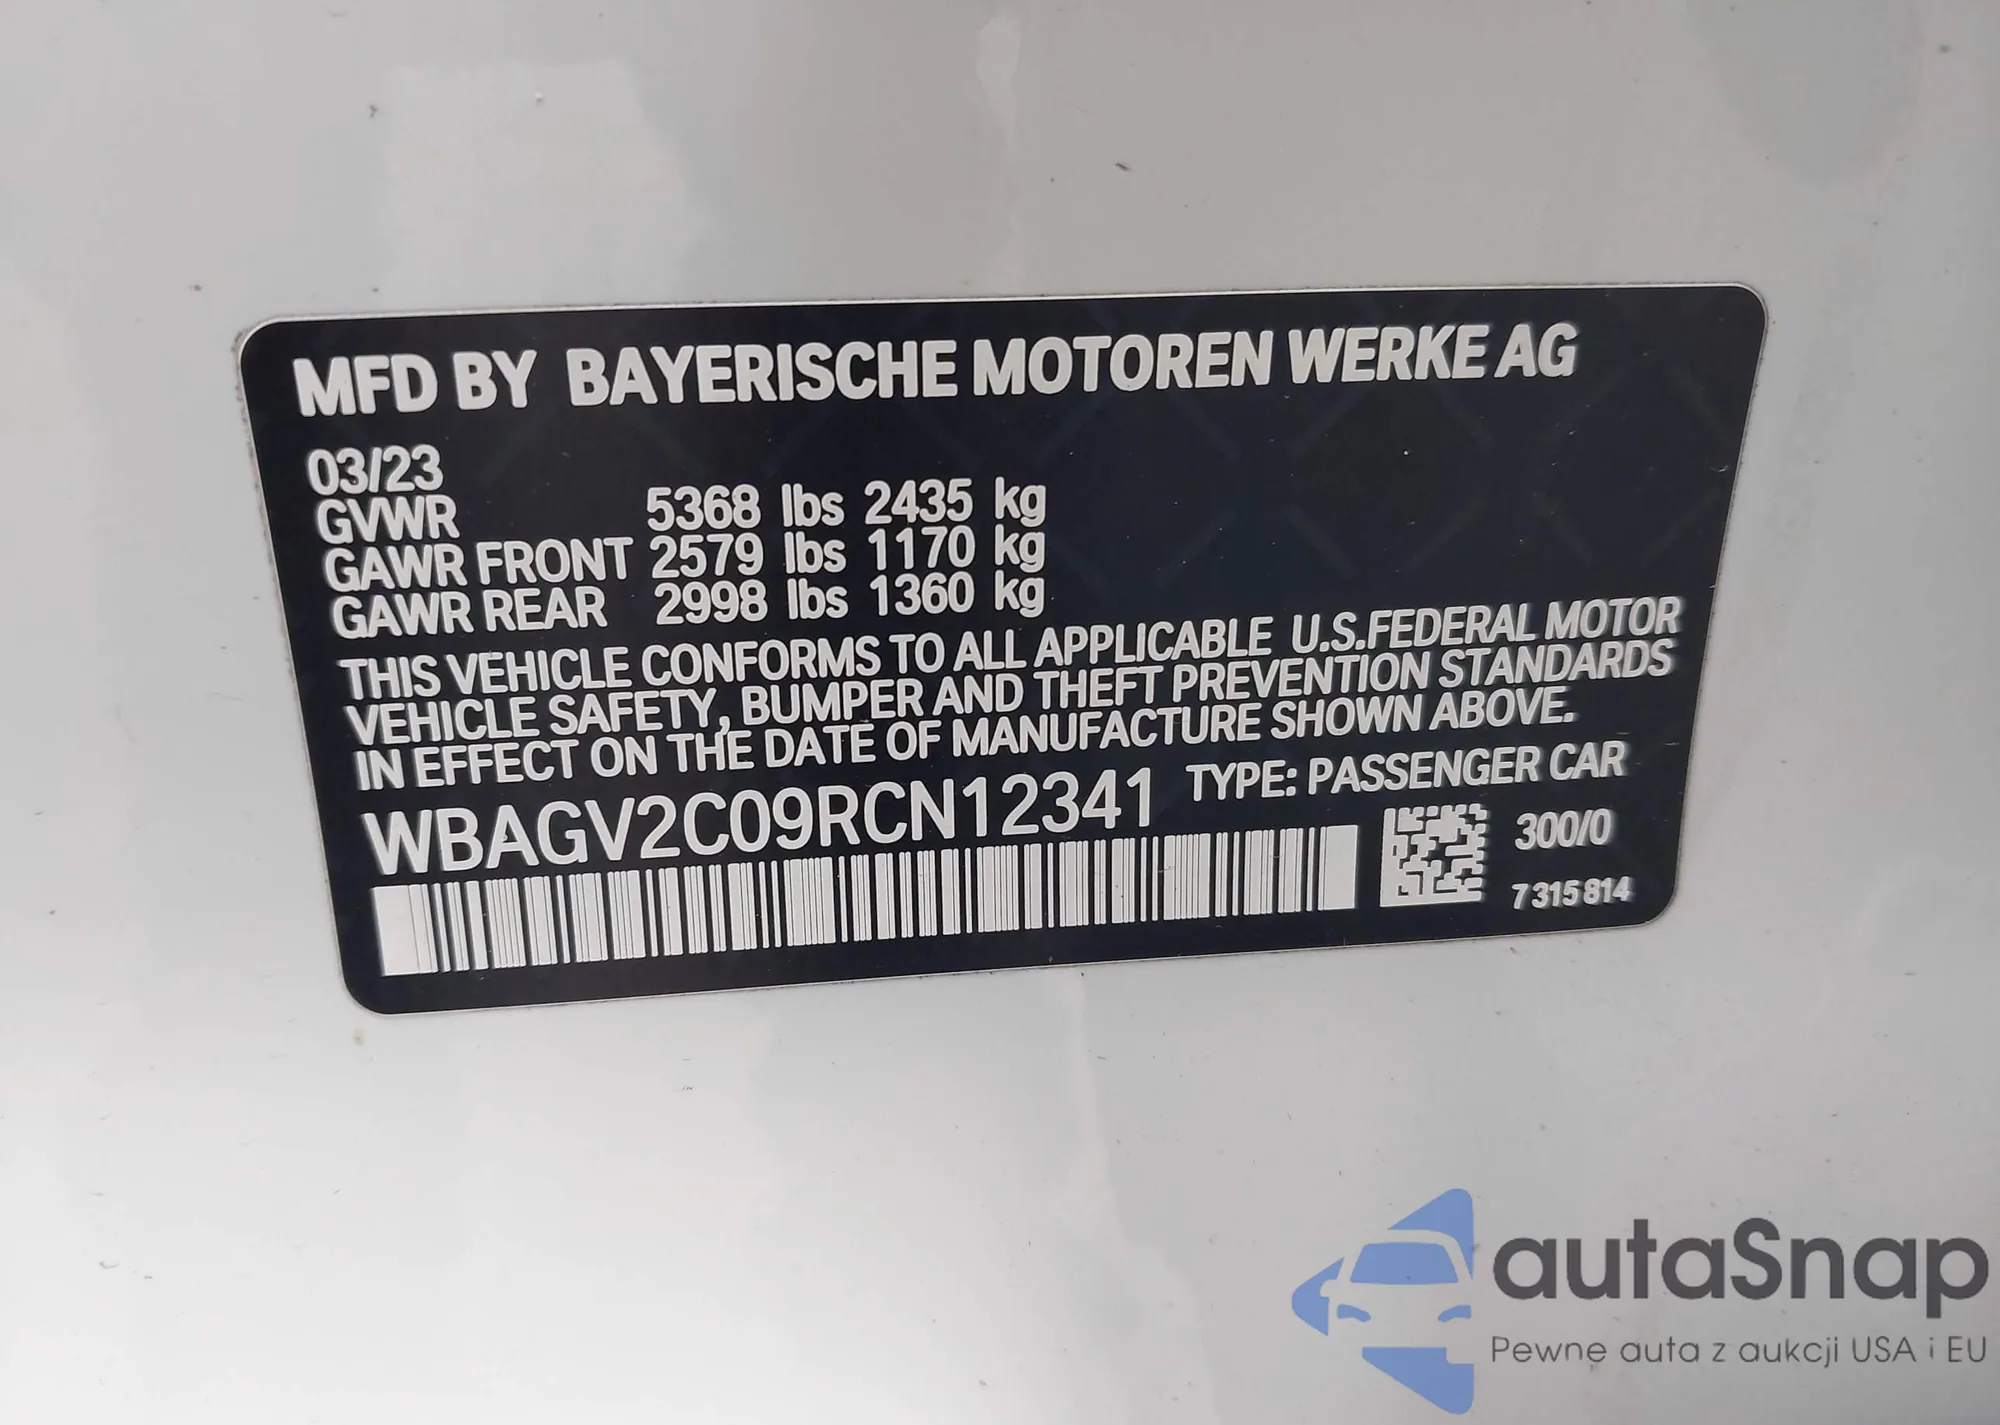 MFD BY BAYERISCHE MOTOREN WERKE AG
03/23
GVWR 5368 lbs 2435 kg
GAWR FRONT 2579 lbs 1170 kg
GAWR REAR 2998 lbs 1360 kg
THIS VEHICLE CONFORMS TO ALL APPLICABLE U.S.FEDERAL MOTOR
VEHICLE SAFETY, BUMPER AND THEFT PREVENTION STANDARDS
IN EFFECT ON THE DATE OF MANUFACTURE SHOWN ABOVE.
WBAGV2C09RCN12341 TYPE: PASSENGER CAR
300/0
7315814
autaSnap
Pewne auta z aukcji USA i EU